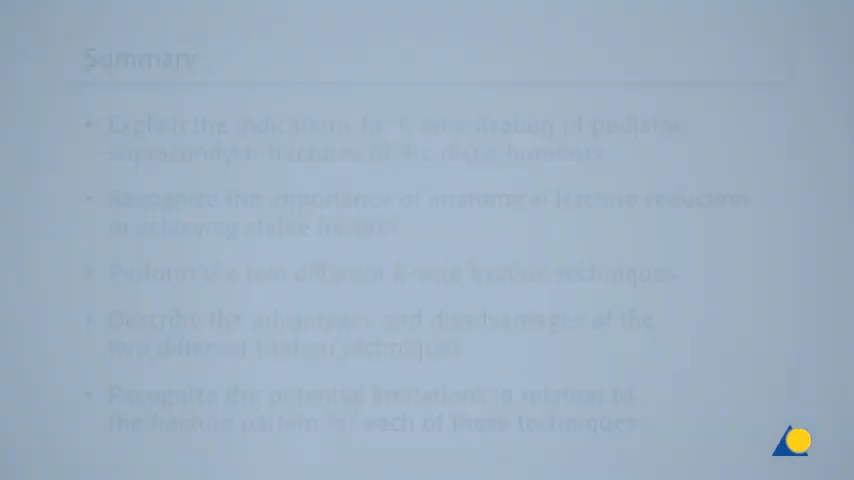 Summary
• Explain the indications for K-wire fixation of pediatric
supracondylar fractures of the distal humerus
• Recognize the importance of anatomical fracture reduction
in achieving stable fixation
• Perform the two different K-wire fixation techniques
• Describe the advantages and disadvantages of the
two different fixation techniques
• Recognize the potential limitations in relation to
the fracture pattern for each of these techniques